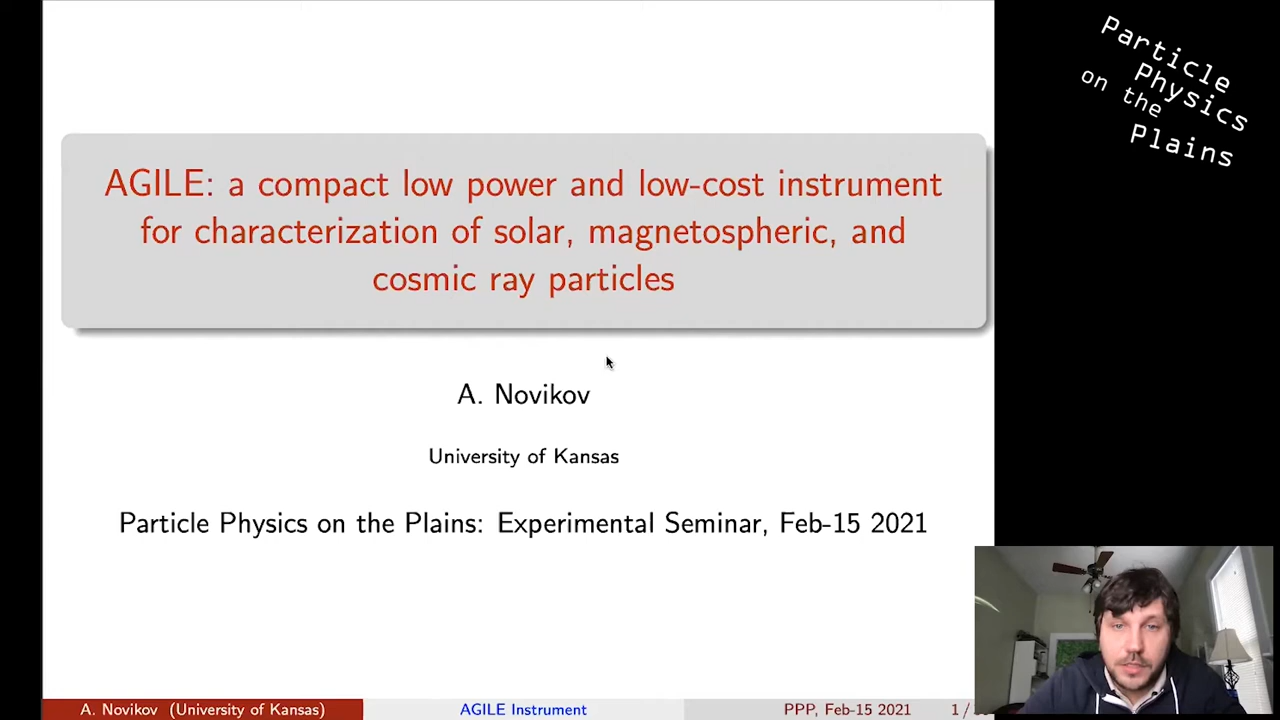 Particle
Physics
on the
Plains
AGILE: a compact low power and low-cost instrument
for characterization of solar, magnetospheric, and
cosmic ray particles
A. Novikov
University of Kansas
Particle Physics on the Plains: Experimental Seminar, Feb-15 2021
A. Novikov (University of Kansas) AGILE Instrument PPP, Feb-15 2021 1 /